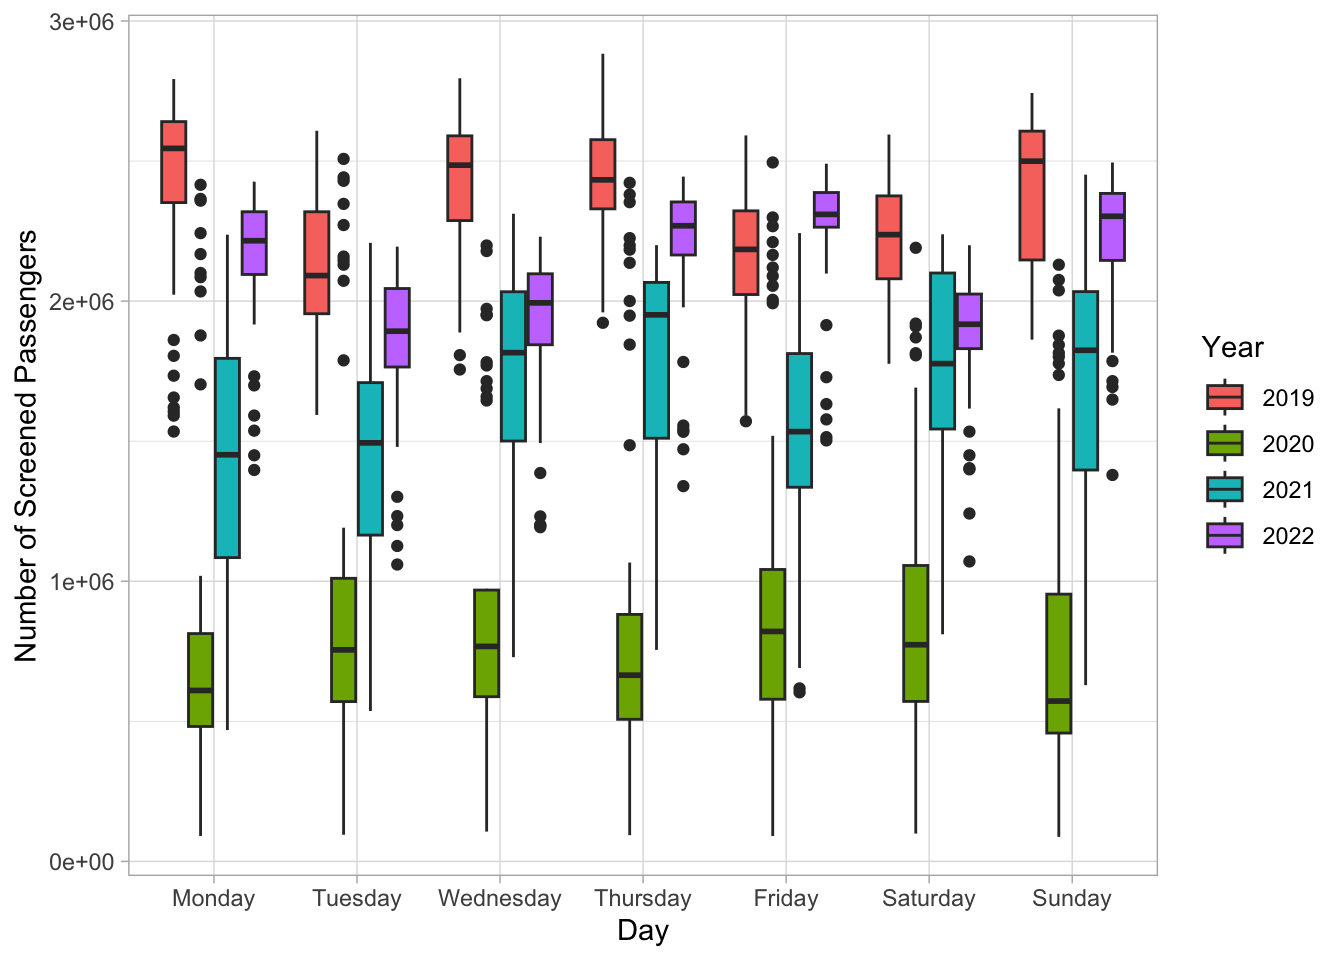 3e+06
2e+06
1e+06
0e+00
Number of Screened Passengers
Monday Tuesday Wednesday Thursday Friday Saturday Sunday
Day
Year
2019
2020
2021
2022